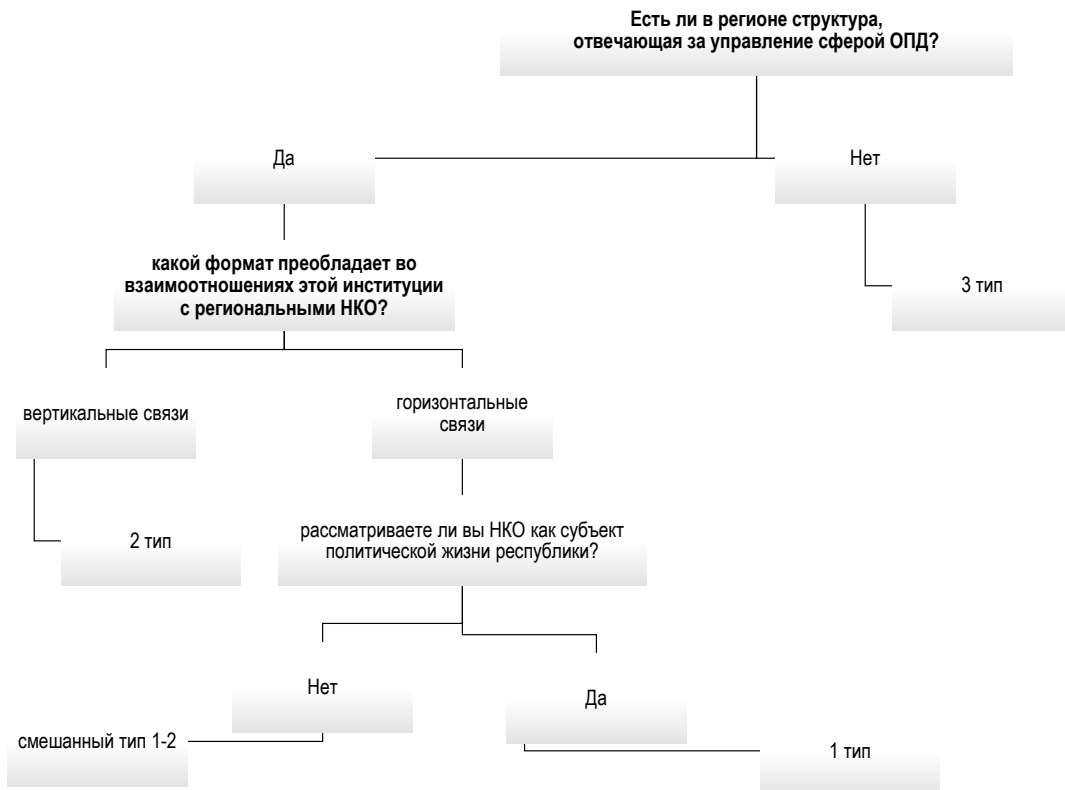 Есть ли в регионе структура,
отвечающая за управление сферой ОПД?
Да
Нет
какой формат преобладает во
взаимоотношениях этой институции
с региональными НКО?
3 тип
вертикальные связи
горизонтальные
связи
2 тип
рассматриваете ли вы НКО как субъект
политической жизни республики?
Нет
Да
смешанный тип 1-2
1 тип